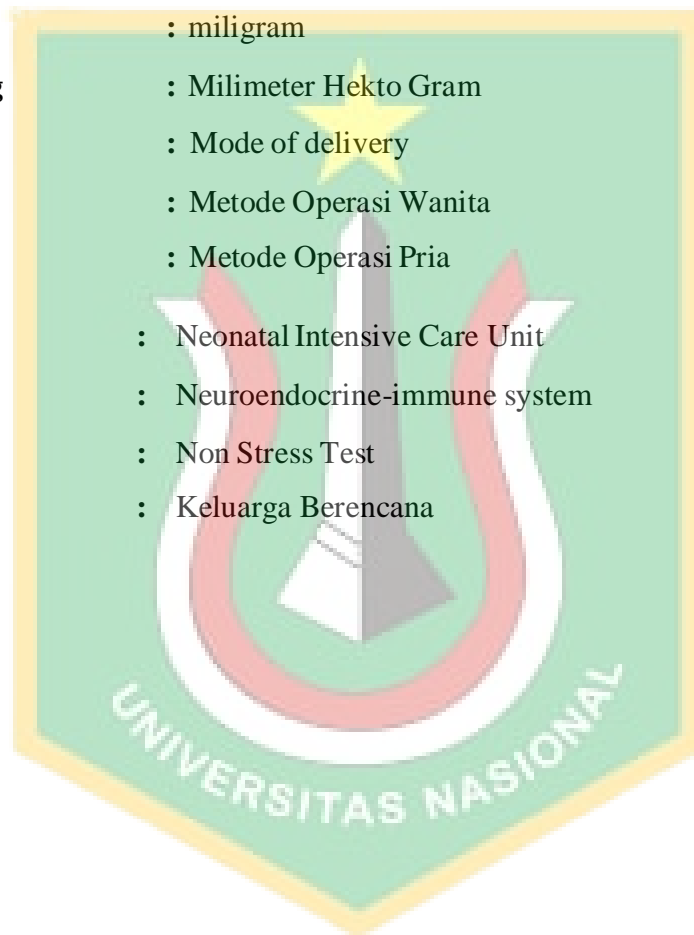 : miligram
g : Milimeter Hekto Gram
: Mode of delivery
: Metode Operasi Wanita
: Metode Operasi Pria
: Neonatal Intensive Care Unit
: Neuroendocrine-immune system
: Non Stress Test
: Keluarga Berencana
UNIVERSITAS NASIONAL